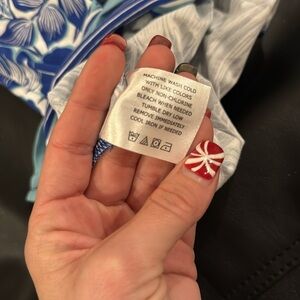 MACHINE WASH COLD
WITH LIKE COLORS
ONLY NON-CHLORINE
BLEACH WHEN NEEDED
TUMBLE DRY LOW
REMOVE IMMEDIATELY
COOL IRON IF NEEDED